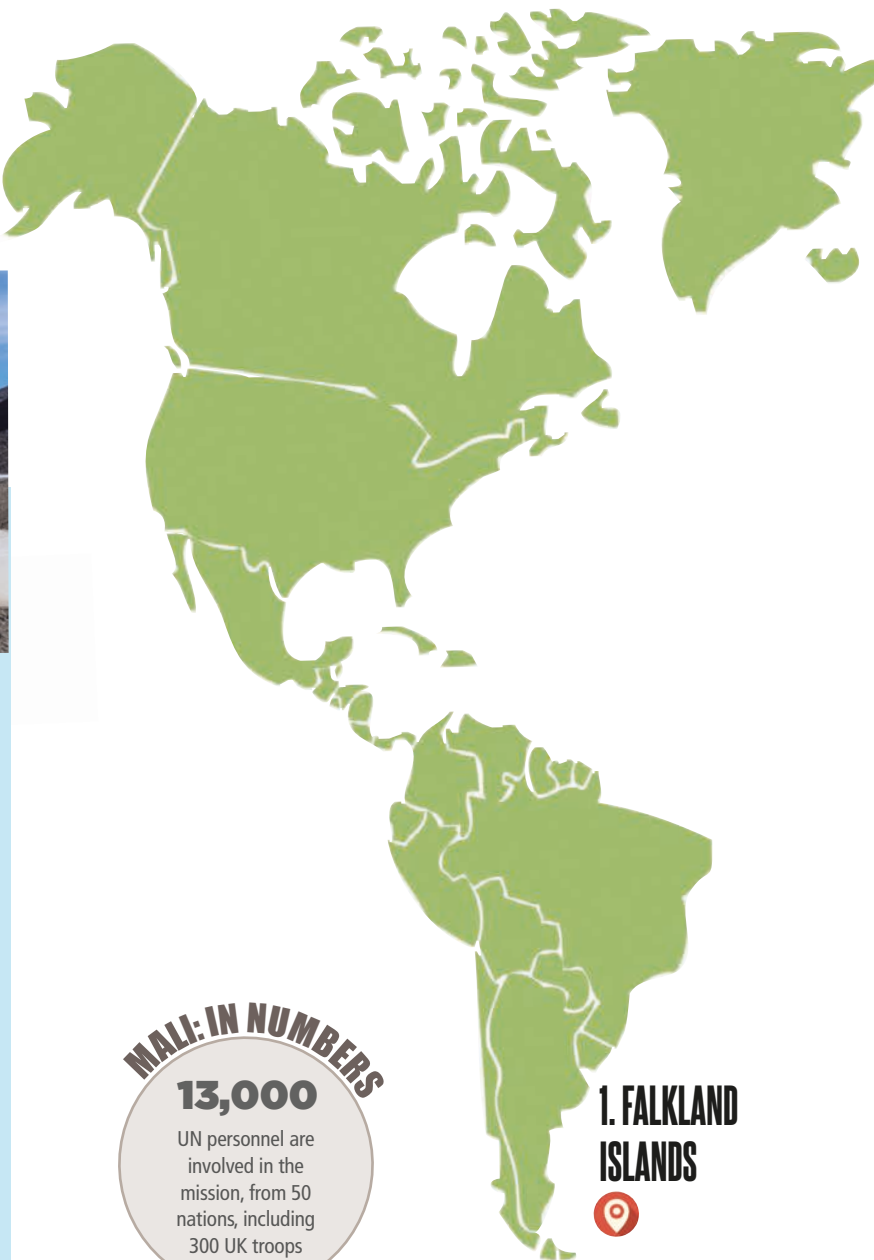 MALI: IN NUMBERS
13,000
UN personnel are
involved in the
mission, from 50
nations, including
300 UK troops
1. FALKLAND
ISLANDS